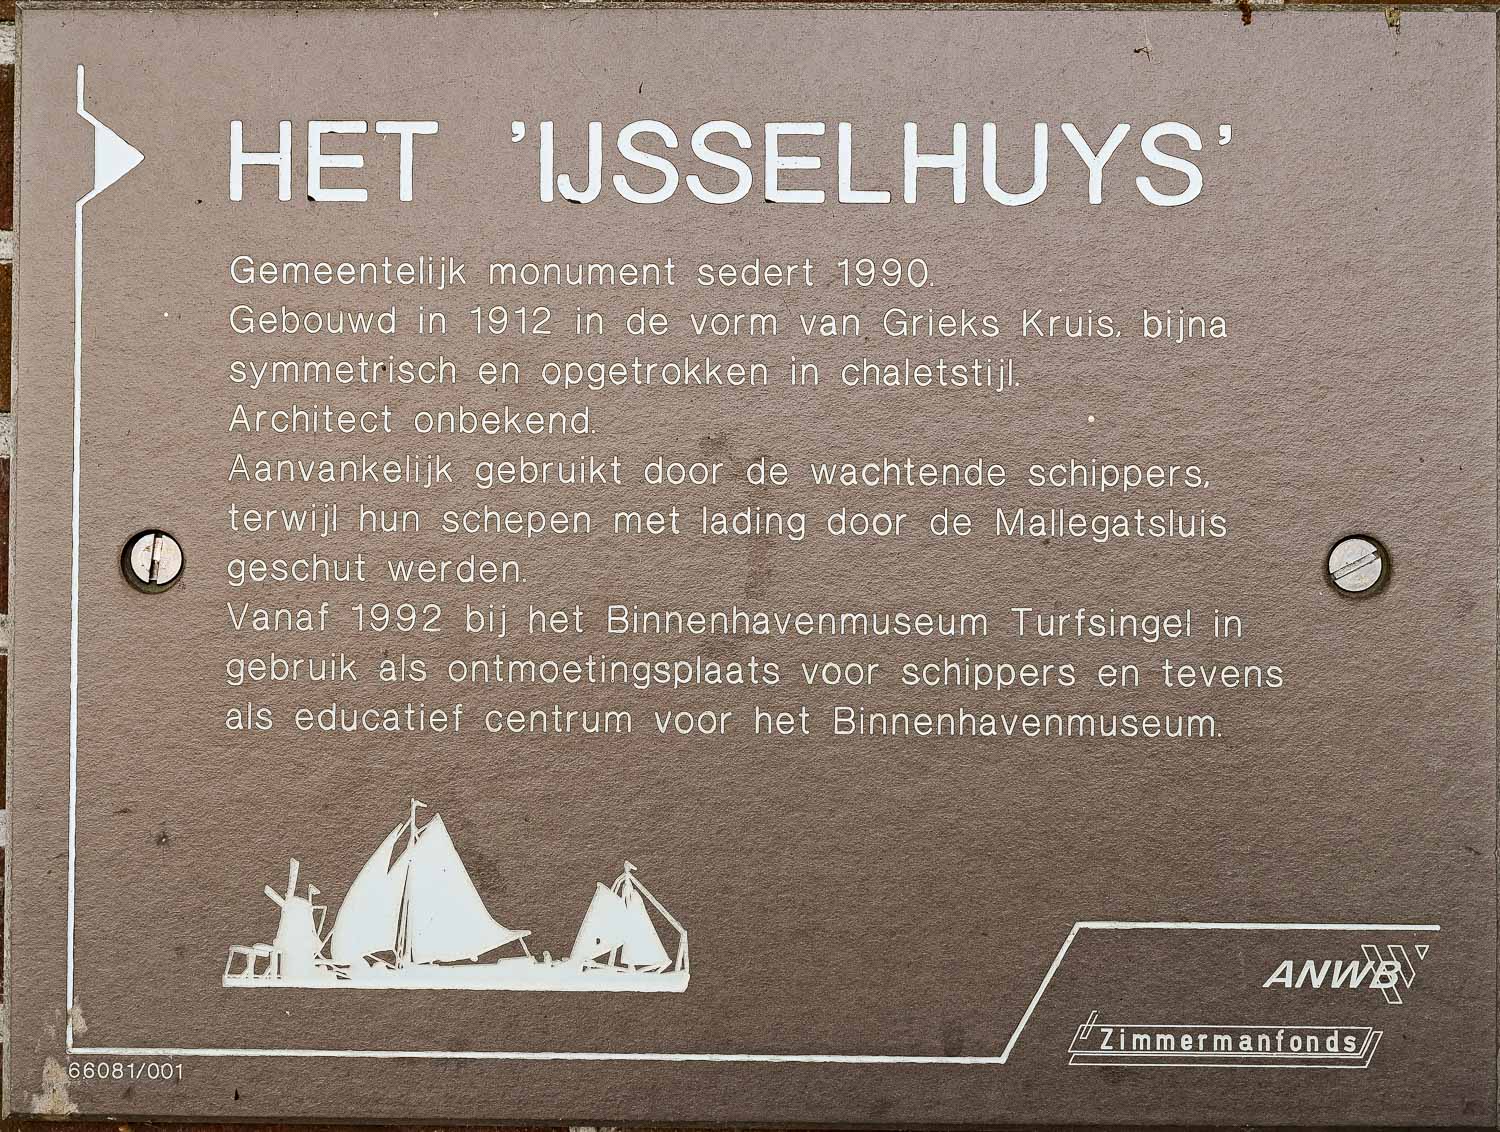 HET 'IJSSELHUYS'
Gemeentelijk monument sedert 1990.
Gebouwd in 1912 in de vorm van Grieks Kruis, bijna
symmetrisch en opgetrokken in chaletstijl.
Architect onbekend.
Aanvankelijk gebruikt door de wachtende schippers,
terwijl hun schepen met lading door de Mallegatsluis
geschut werden.
Vanaf 1992 bij het Binnenhavenmuseum Turfsingel in
gebruik als ontmoetingsplaats voor schippers en tevens
als educatief centrum voor het Binnenhavenmuseum.
ANWB
Zimmermanfonds
66081/001